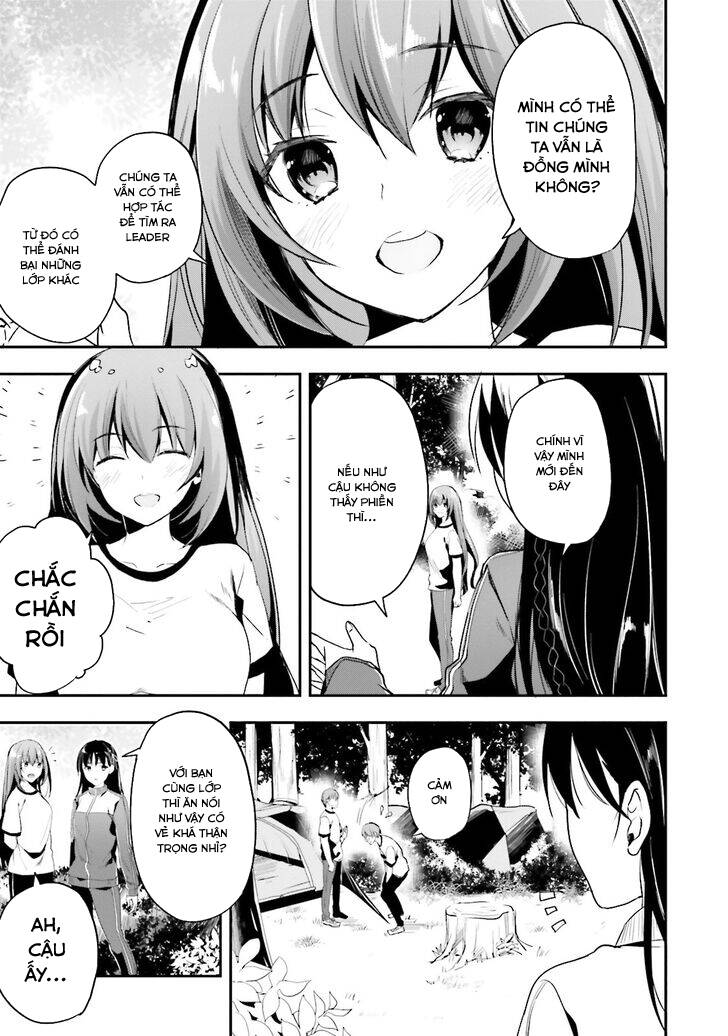 MÌNH CÓ THỂ
TIN CHÚNG
TA VẪN LÀ
ĐỒNG MÌNH
KHÔNG?
CHÚNG TA
VẪN CÓ THỂ
HỢP TÁC
ĐỂ TÌM RA
LEADER
TỪ ĐÓ CÓ
THỂ ĐÁNH
BẠI NHỮNG
LỚP KHÁC
CHÍNH VÌ
VẬY MÌNH
MỚI ĐẾN
ĐÂY
NẾU NHƯ
CẬU KHÔNG
THẤY PHIỀN
THÌ...
CHẮC
CHẮN
RỒI
CẢM
ƠN
VỚI BẠN
CÙNG LỚP
THÌ ĂN NÓI
NHƯ VẬY CÓ
VẺ KHÁ THẬN
TRỌNG NHỈ?
AH,
CẬU
ẤY...